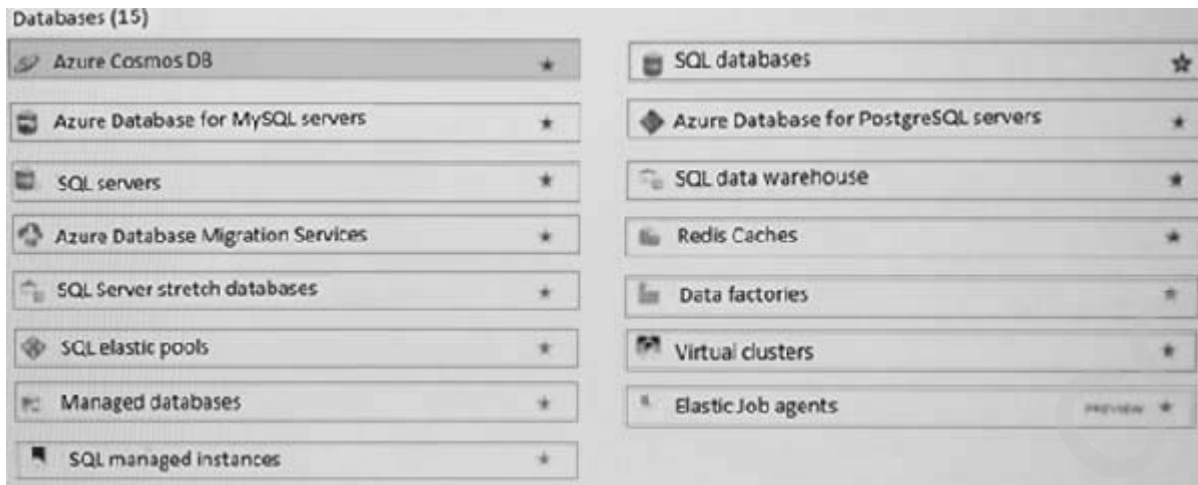 Databases (15)
Azure Cosmos DB
SQL databases
Azure Database for MySQL servers
Azure Database for PostgreSQL servers
SQL servers
SQL data warehouse
Azure Database Migration Services
Redis Caches
SQL Server stretch databases
Data factories
SQL elastic pools
Virtual clusters
Managed databases
Elastic Job agents PREVIEW
SQL managed instances